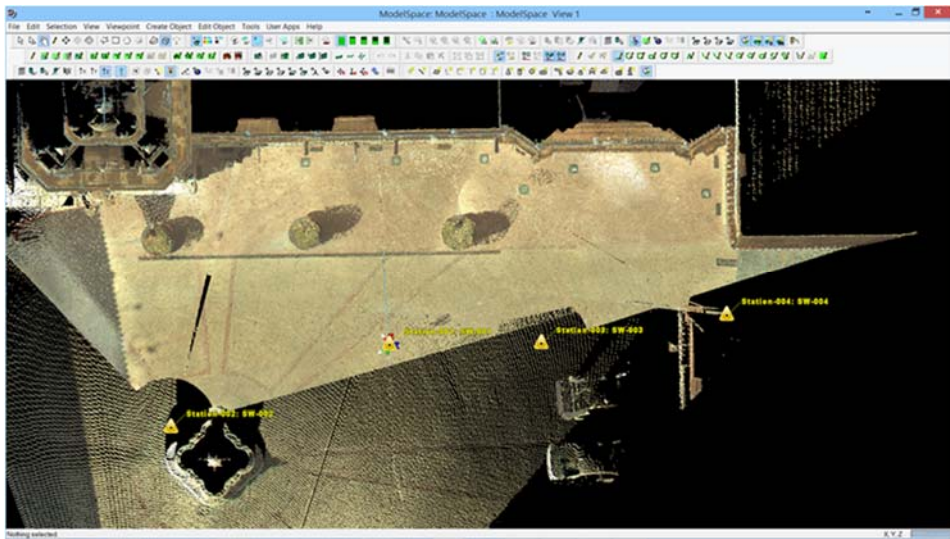 ModelSpace: ModelSpace : ModelSpace View 1
File Edit Selection View Viewpoint Create Object Edit Object Tools User Apps Help
Station-004: SW-004
Station-003: SW-003
Station-002: SW-002
Nothing selected
X,Y,Z